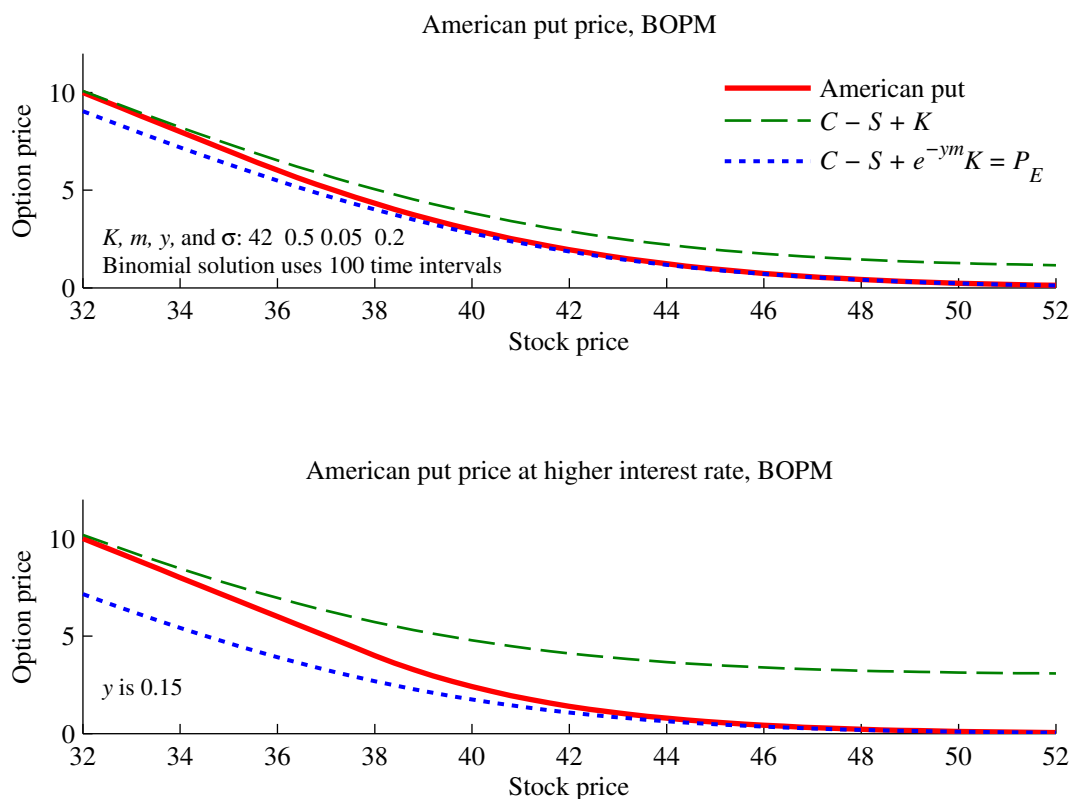 American put price, BOPM
Option price
10
5
0
American put
C − S + K
C − S + e^{−ym}K = P_E
K, m, y, and σ: 42 0.5 0.05 0.2
Binomial solution uses 100 time intervals
32 34 36 38 40 42 44 46 48 50 52
Stock price
American put price at higher interest rate, BOPM
Option price
10
5
0
y is 0.15
32 34 36 38 40 42 44 46 48 50 52
Stock price